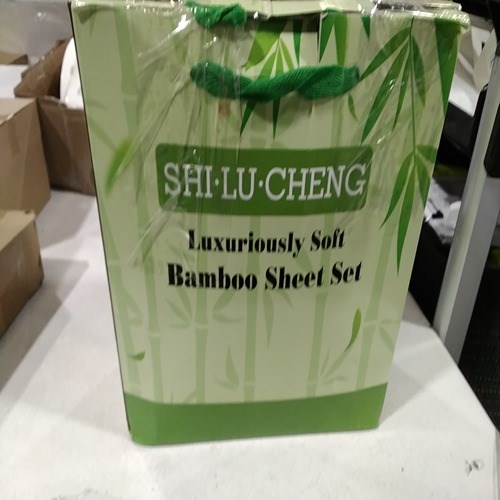 SHI·LU·CHENG
Luxuriously Soft
Bamboo Sheet Set